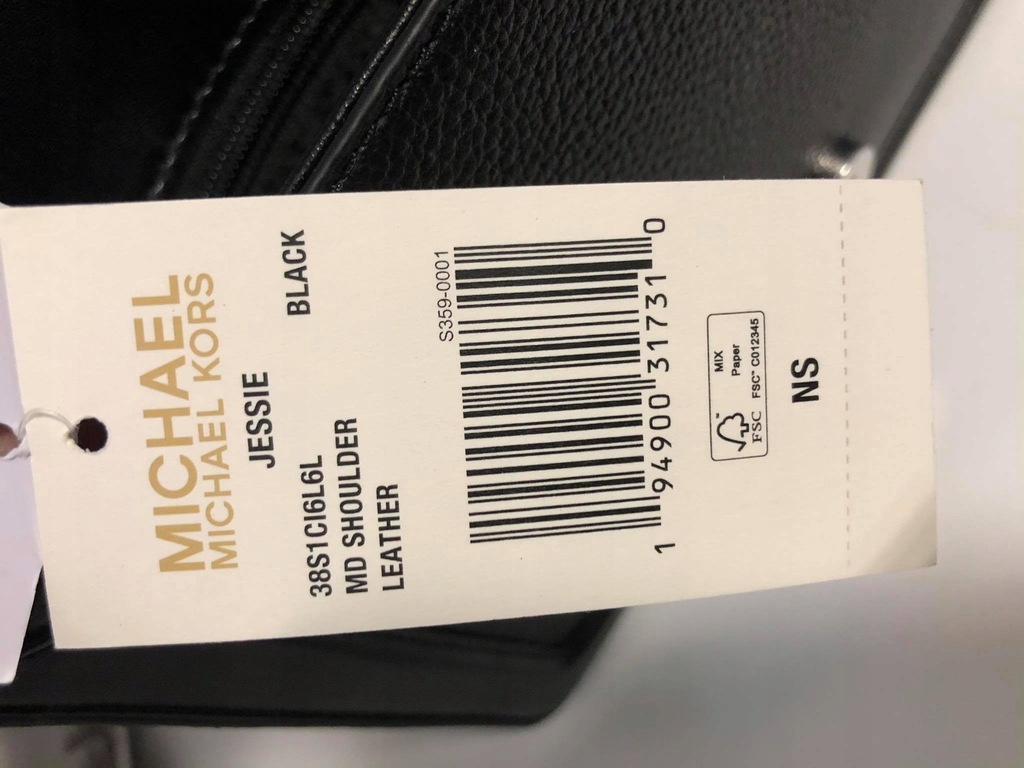 MICHAEL
MICHAEL KORS
JESSIE
BLACK
38S1CI6L6L
MD SHOULDER
LEATHER
S359-0001
1 94900 31731 0
MIX
Paper
FSC™ C012345
FSC
NS